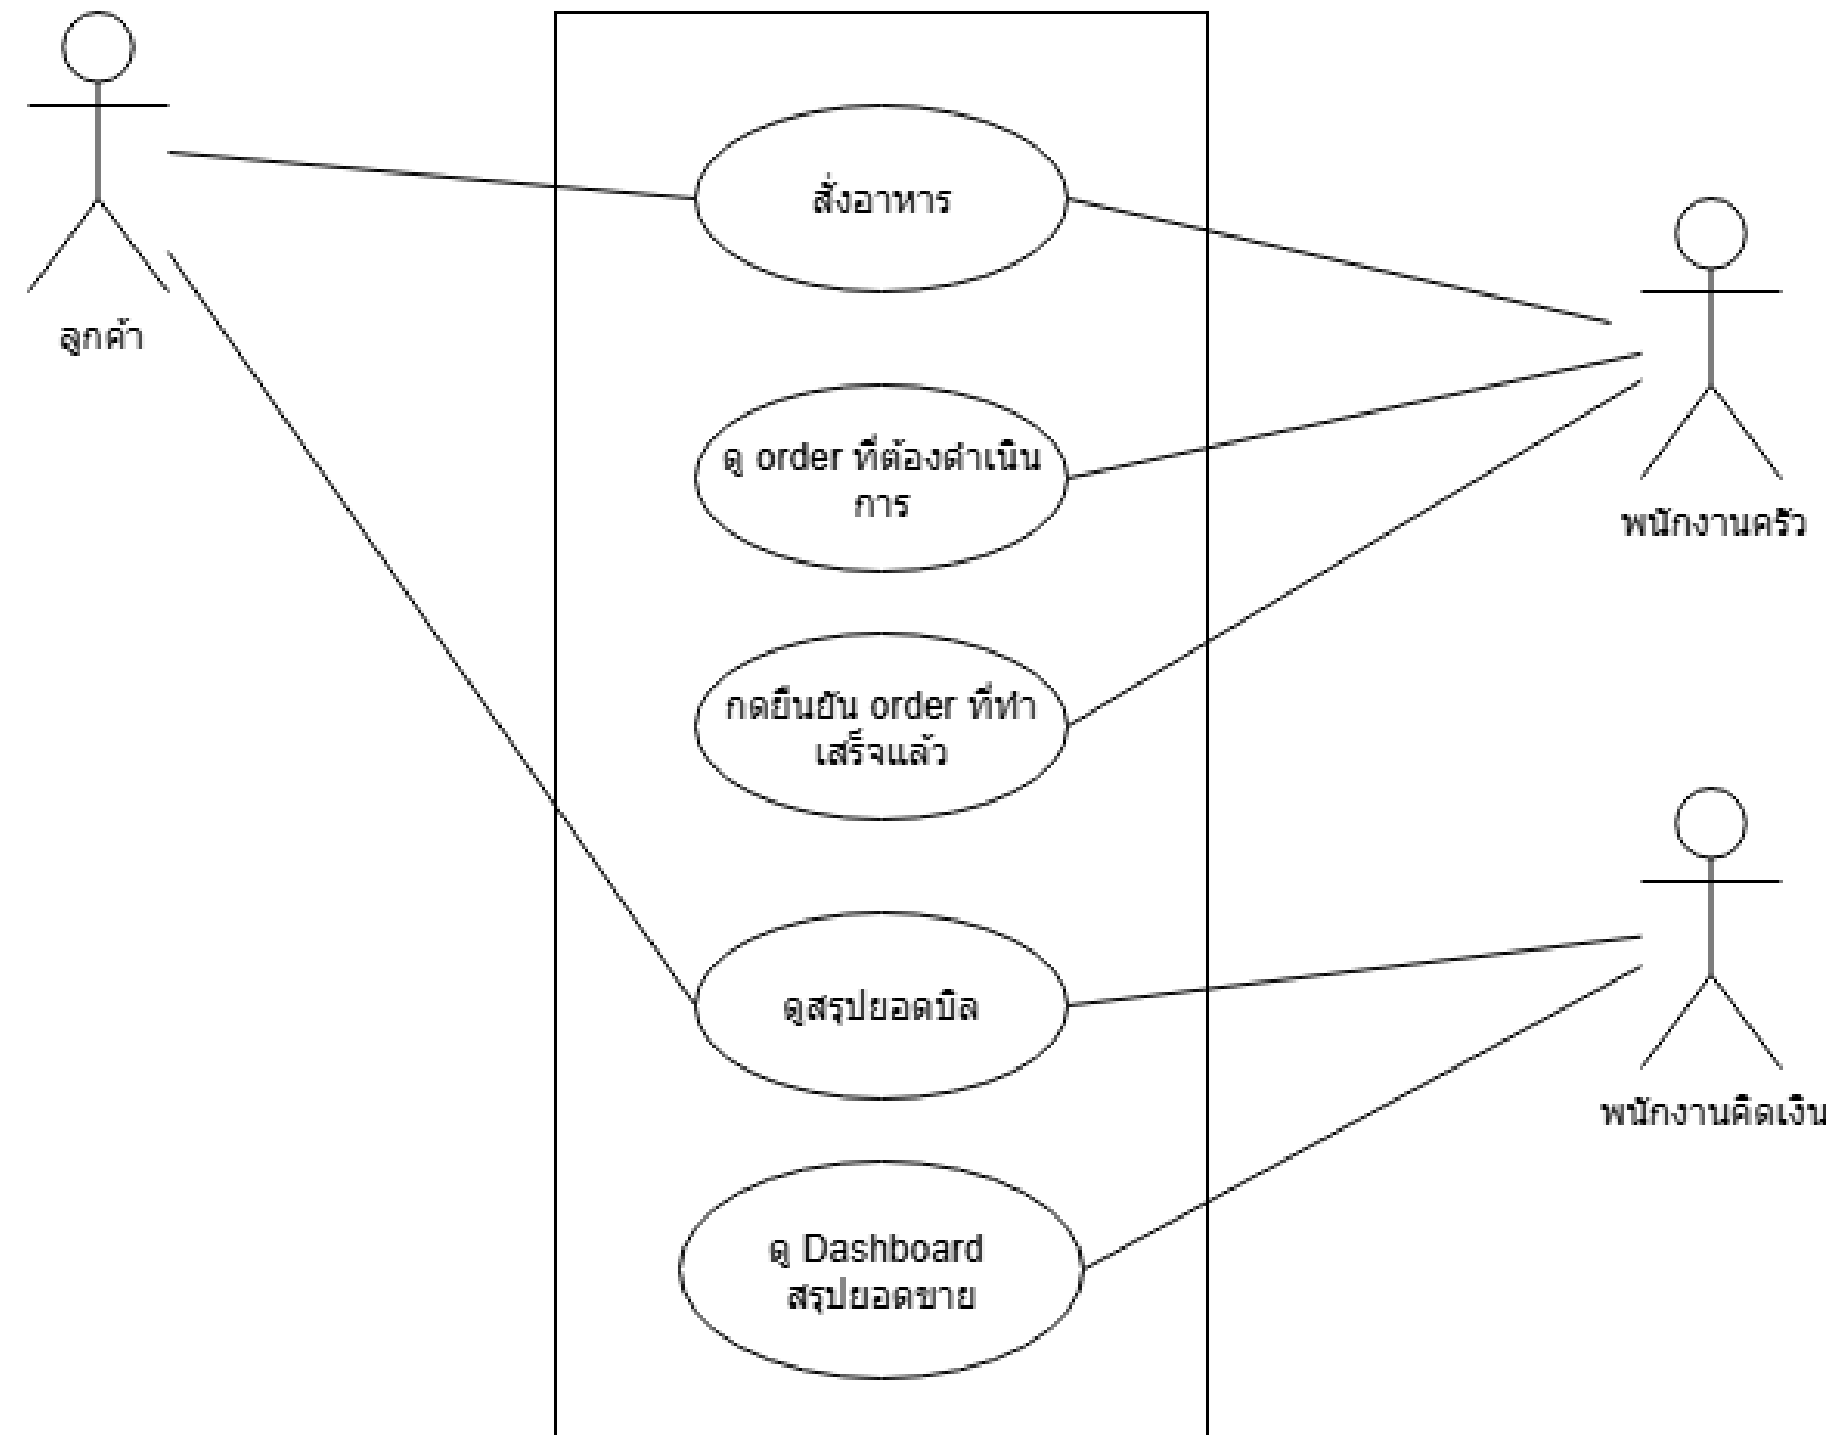 ลูกค้า
สั่งอาหาร
ดู order ที่ต้องดำเนิน
การ
กดยืนยัน order ที่ทำ
เสร็จแล้ว
ดูสรุปยอดบิล
ดู Dashboard
สรุปยอดขาย
พนักงานครัว
พนักงานคิดเงิน